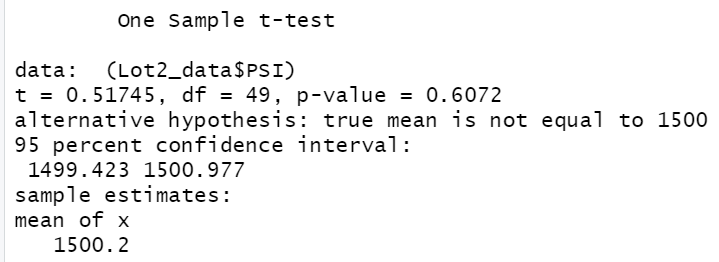 One Sample t-test
data:  (Lot2_data$PSI)
t = 0.51745, df = 49, p-value = 0.6072
alternative hypothesis: true mean is not equal to 1500
95 percent confidence interval:
1499.423 1500.977
sample estimates:
mean of x
1500.2